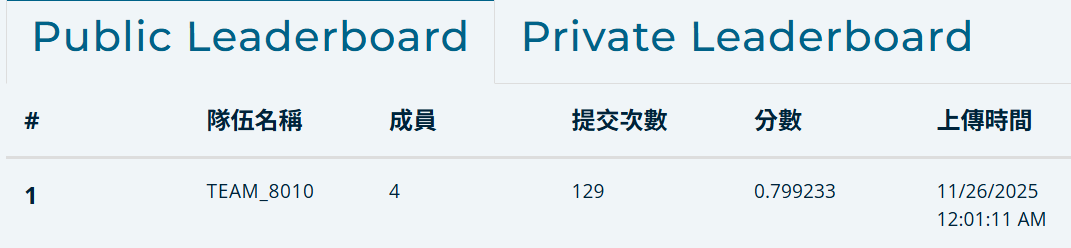 Public Leaderboard Private Leaderboard
# 隊伍名稱 成員 提交次數 分數 上傳時間
1 TEAM_8010 4 129 0.799233 11/26/2025
12:01:11 AM